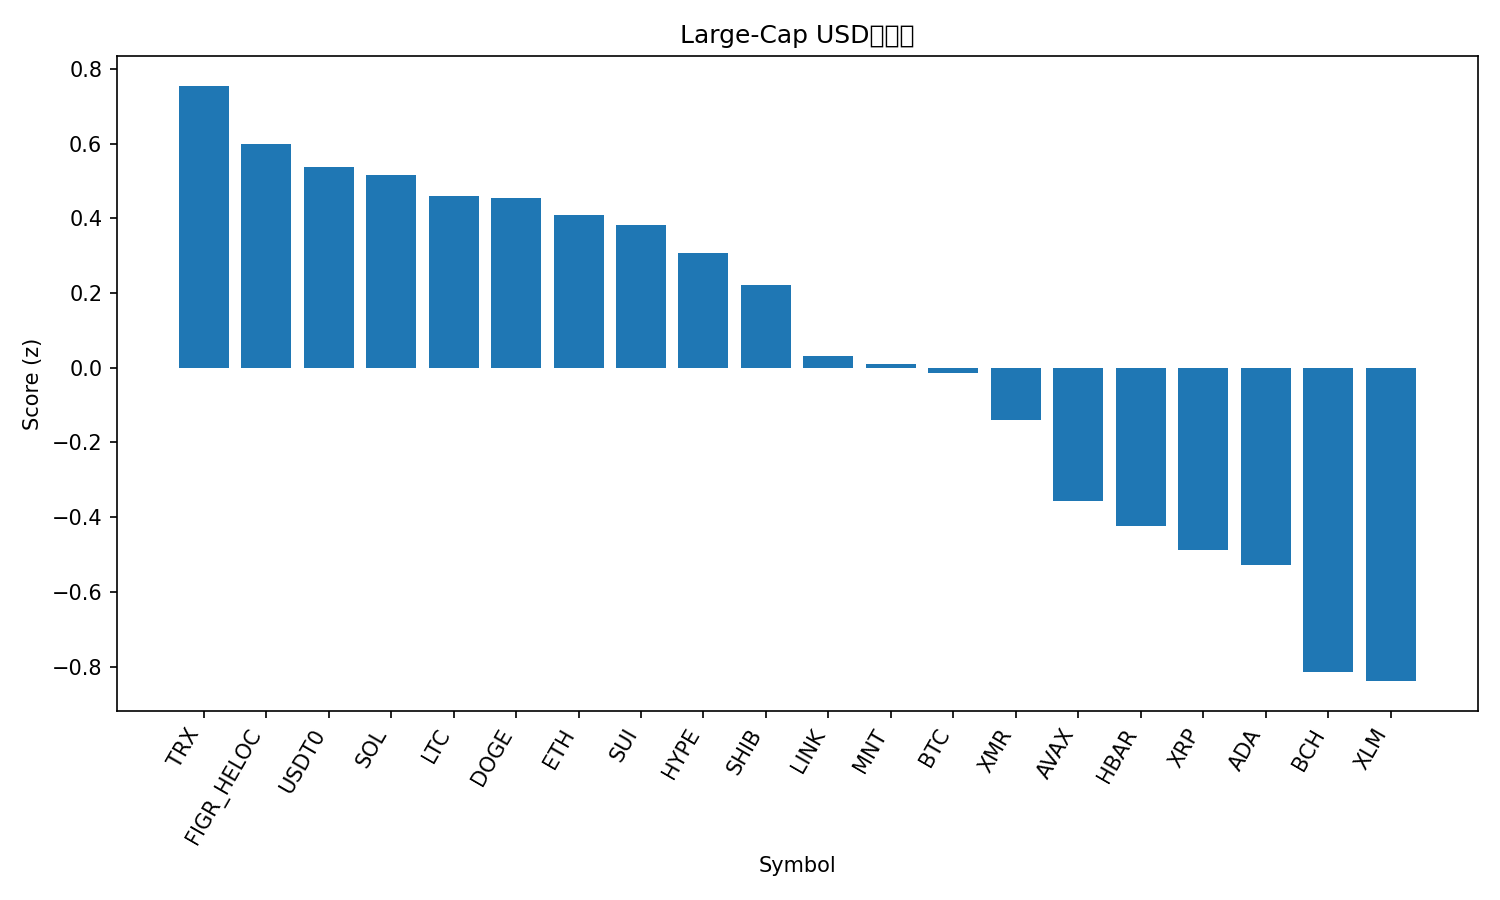 Large-Cap USD
Score (z)
0.8
0.6
0.4
0.2
0.0
−0.2
−0.4
−0.6
−0.8
TRX
FIGR_HELOC
USDT0
SOL
LTC
DOGE
ETH
SUI
HYPE
SHIB
LINK
MNT
BTC
XMR
AVAX
HBAR
XRP
ADA
BCH
XLM
Symbol